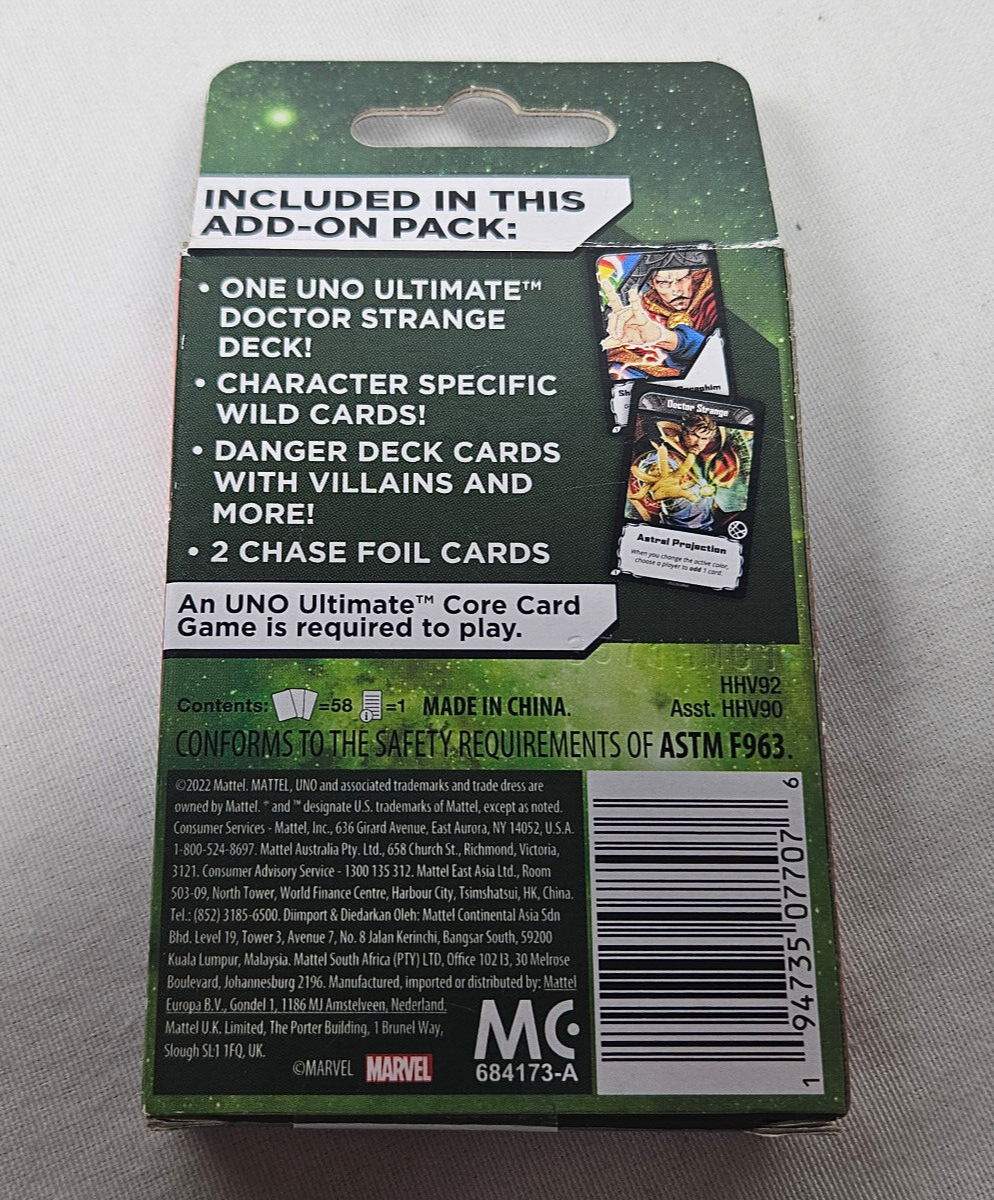 INCLUDED IN THIS
ADD-ON PACK:
• ONE UNO ULTIMATE™
DOCTOR STRANGE
DECK!
• CHARACTER SPECIFIC
WILD CARDS!
• DANGER DECK CARDS
WITH VILLAINS AND
MORE!
• 2 CHASE FOIL CARDS
Doctor Strange
Astral Projection
When you change the active color,
choose a player to add 1 card.
An UNO Ultimate™ Core Card
Game is required to play.
HHV92
Asst. HHV90
Contents: =58 =1 MADE IN CHINA.
CONFORMS TO THE SAFETY REQUIREMENTS OF ASTM F963.
©2022 Mattel. MATTEL, UNO and associated trademarks and trade dress are
owned by Mattel. ® and ™ designate U.S. trademarks of Mattel, except as noted.
Consumer Services - Mattel, Inc., 636 Girard Avenue, East Aurora, NY 14052, U.S.A.
1-800-524-8697. Mattel Australia Pty. Ltd., 658 Church St., Richmond, Victoria,
3121. Consumer Advisory Service - 1300 135 312. Mattel East Asia Ltd., Room
503-09, North Tower, World Finance Centre, Harbour City, Tsimshatsui, HK, China.
Tel.: (852) 3185-6500. Diimport & Diedarkan Oleh: Mattel Continental Asia Sdn
Bhd. Level 19, Tower 3, Avenue 7, No. 8 Jalan Kerinchi, Bangsar South, 59200
Kuala Lumpur, Malaysia. Mattel South Africa (PTY) LTD, Office 102 I3, 30 Melrose
Boulevard, Johannesburg 2196. Manufactured, imported or distributed by: Mattel
Europa B.V., Gondel 1, 1186 MJ Amstelveen, Nederland.
Mattel U.K. Limited, The Porter Building, 1 Brunel Way,
Slough SL1 1FQ, UK.
©MARVEL MARVEL
MC
684173-A
1 94735 07707 6